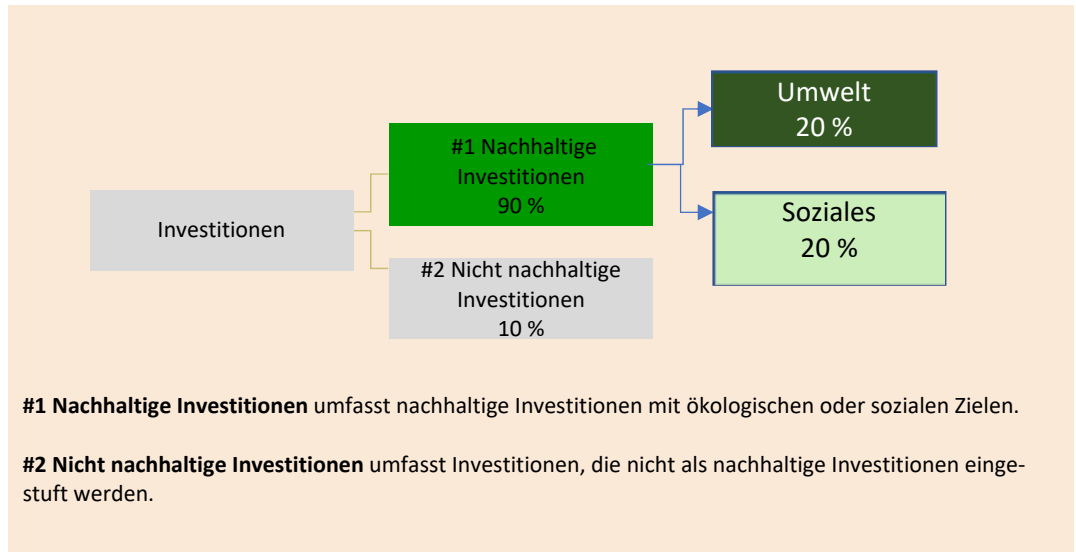 Umwelt
20 %
#1 Nachhaltige
Investitionen
90 %
Soziales
20 %
Investitionen
#2 Nicht nachhaltige
Investitionen
10 %
#1 Nachhaltige Investitionen umfasst nachhaltige Investitionen mit ökologischen oder sozialen Zielen.
#2 Nicht nachhaltige Investitionen umfasst Investitionen, die nicht als nachhaltige Investitionen einge-
stuft werden.